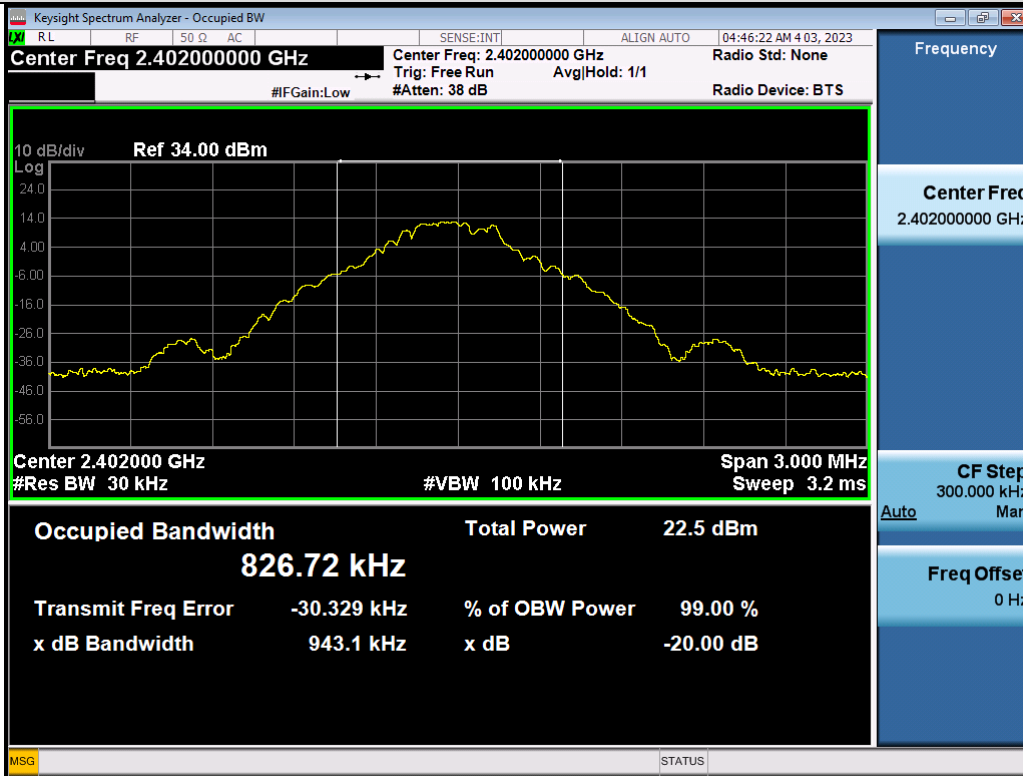 Keysight Spectrum Analyzer - Occupied BW
LXI RL RF 50 Ω AC SENSE:INT ALIGN AUTO 04:46:22 AM 4 03, 2023
Center Freq 2.402000000 GHz
Center Freq: 2.402000000 GHz
Radio Std: None
Trig: Free Run
Avg|Hold: 1/1
#IFGain:Low
#Atten: 38 dB
Radio Device: BTS
10 dB/div Ref 34.00 dBm
Log
24.0
14.0
4.00
-6.00
-16.0
-26.0
-36.0
-46.0
-56.0
Center 2.402000 GHz Span 3.000 MHz
#Res BW 30 kHz #VBW 100 kHz Sweep 3.2 ms
Occupied Bandwidth Total Power 22.5 dBm
826.72 kHz
Transmit Freq Error -30.329 kHz % of OBW Power 99.00 %
x dB Bandwidth 943.1 kHz x dB -20.00 dB
Frequency
Center Freq
2.402000000 GHz
CF Step
300.000 kHz
Auto Man
Freq Offset
0 Hz
MSG STATUS